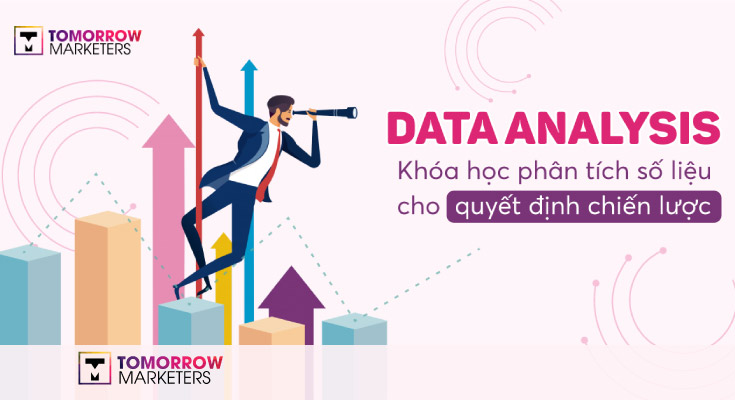 TOMORROW
MARKETERS
DATA ANALYSIS
Khóa học phân tích số liệu
cho quyết định chiến lược
TOMORROW
MARKETERS